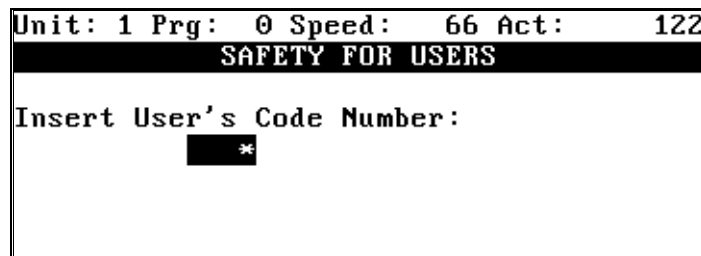 Unit: 1 Prg: 0 Speed: 66 Act: 122
SAFETY FOR USERS
Insert User's Code Number:
*